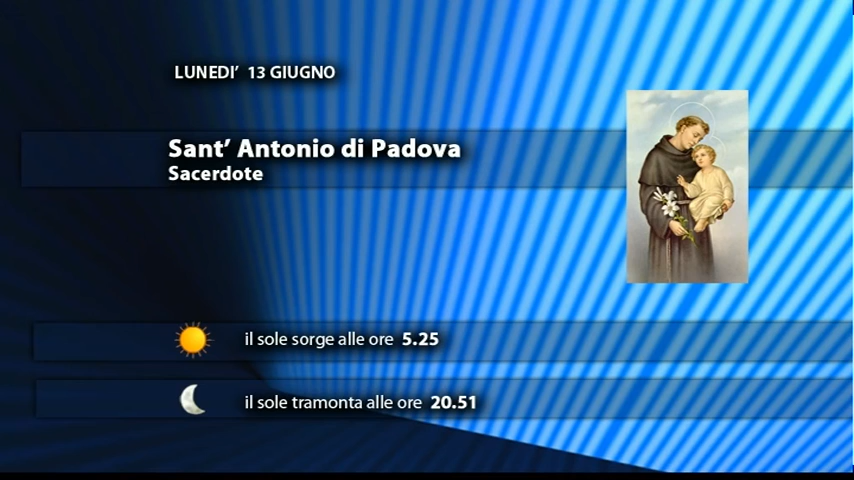 LUNEDI’ 13 GIUGNO
Sant’ Antonio di Padova
Sacerdote
il sole sorge alle ore 5.25
il sole tramonta alle ore 20.51